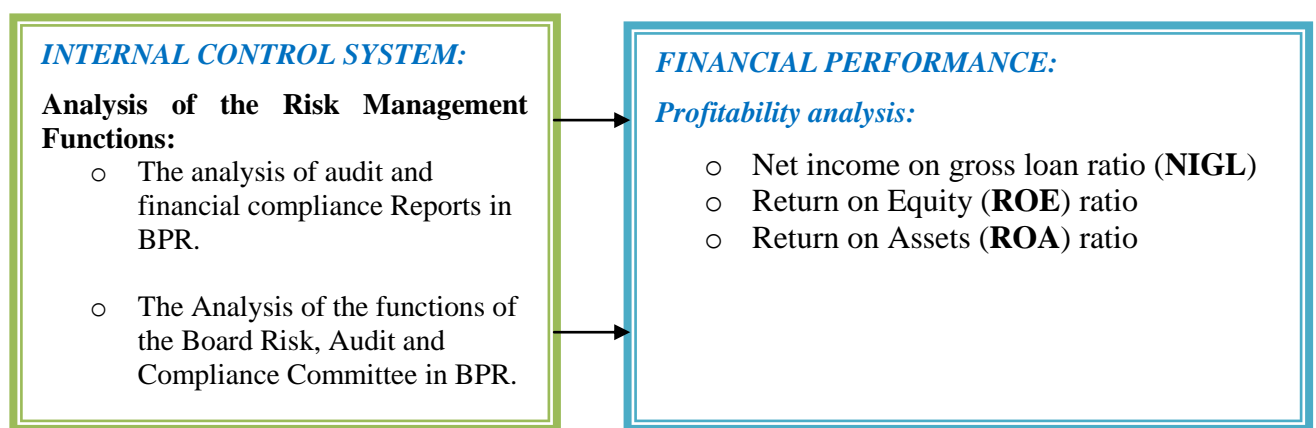 INTERNAL CONTROL SYSTEM:
Analysis of the Risk Management
Functions:
o The analysis of audit and
financial compliance Reports in
BPR.
o The Analysis of the functions of
the Board Risk, Audit and
Compliance Committee in BPR.
FINANCIAL PERFORMANCE:
Profitability analysis:
o Net income on gross loan ratio (NIGL)
o Return on Equity (ROE) ratio
o Return on Assets (ROA) ratio